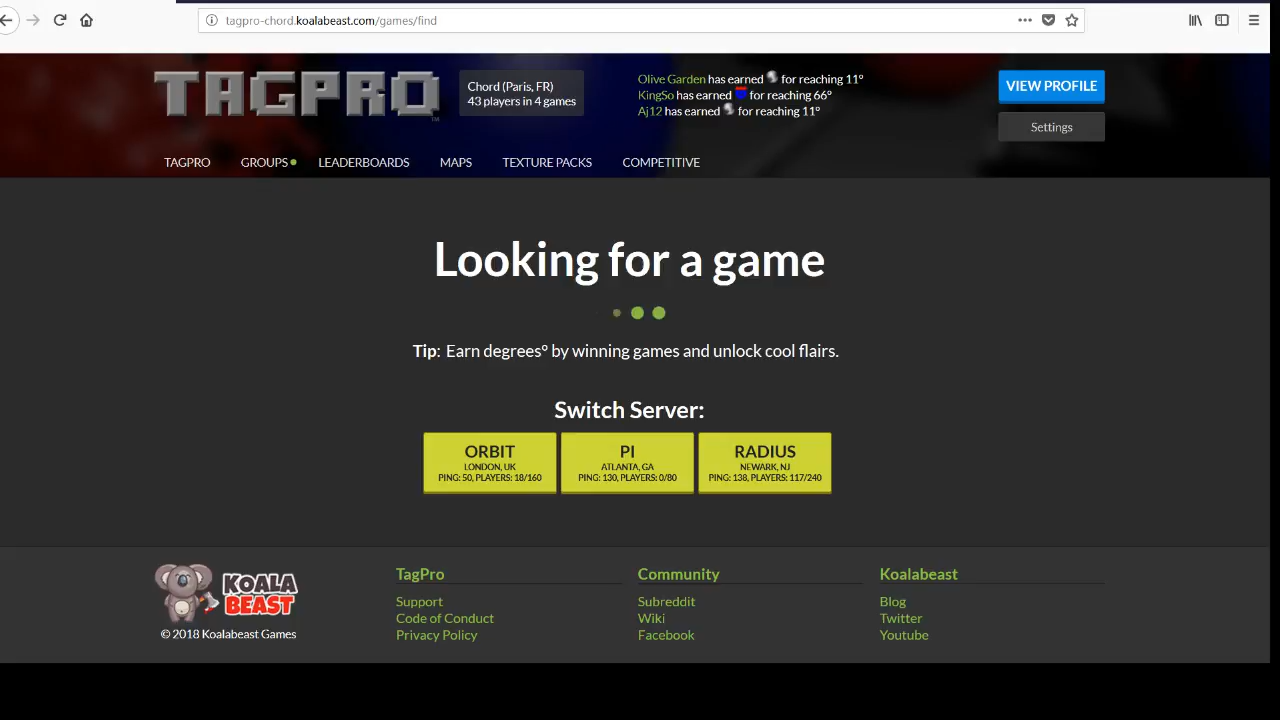 tagpro-chord.koalabeast.com/games/find
TAGPRO™
Chord (Paris, FR)
43 players in 4 games
Olive Garden has earned for reaching 11°
KingSo has earned for reaching 66°
Aj12 has earned for reaching 11°
VIEW PROFILE
Settings
TAGPRO GROUPS LEADERBOARDS MAPS TEXTURE PACKS COMPETITIVE
Looking for a game
Tip: Earn degrees° by winning games and unlock cool flairs.
Switch Server:
ORBIT
LONDON, UK
PING: 50, PLAYERS: 18/160
PI
ATLANTA, GA
PING: 130, PLAYERS: 0/80
RADIUS
NEWARK, NJ
PING: 138, PLAYERS: 117/240
KOALA
BEAST
© 2018 Koalabeast Games
TagPro
Support
Code of Conduct
Privacy Policy
Community
Subreddit
Wiki
Facebook
Koalabeast
Blog
Twitter
Youtube